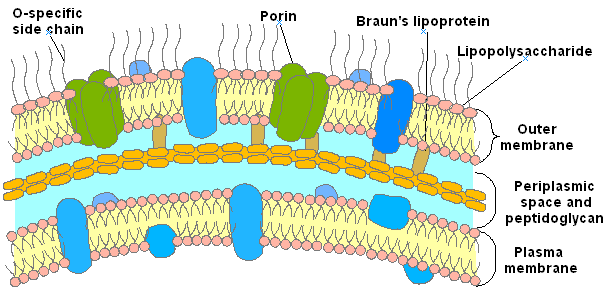 O-specific
side chain
Porin
Braun's lipoprotein
Lipopolysaccharide
Outer
membrane
Periplasmic
space and
peptidoglycan
Plasma
membrane